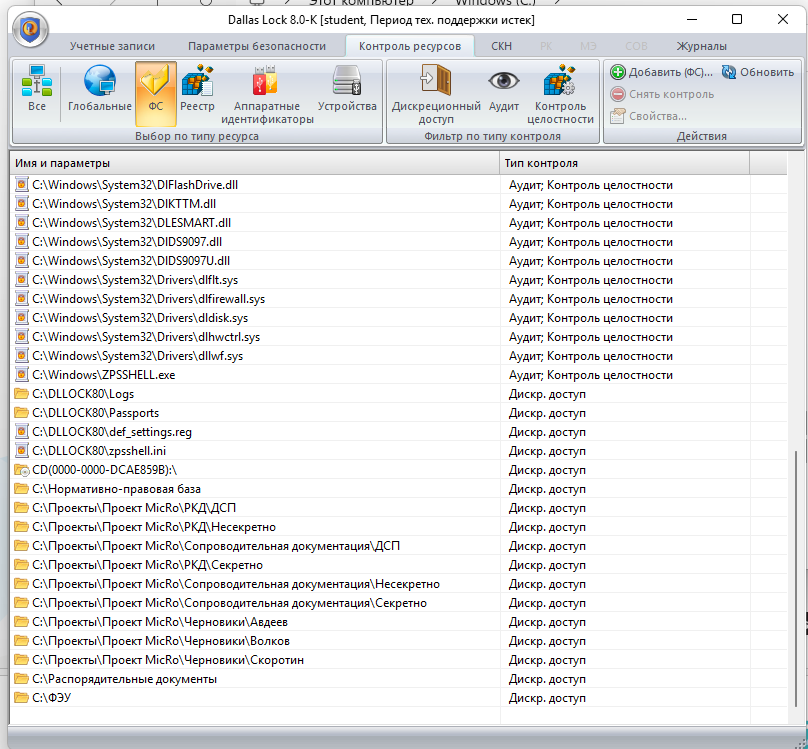 Этот компьютер
Windows (C:)
Dallas Lock 8.0-K [student, Период тех. поддержки истек]
Учетные записи Параметры безопасности Контроль ресурсов СКН РК МЭ СОВ Журналы
Все Глобальные ФС Реестр Аппаратные идентификаторы Устройства
Выбор по типу ресурса
Дискреционный доступ Аудит Контроль целостности
Фильтр по типу контроля
Добавить (ФС)... Обновить
Снять контроль
Свойства...
Действия
Имя и параметры Тип контроля
C:\Windows\System32\DlFlashDrive.dll Аудит; Контроль целостности
C:\Windows\System32\DIKTTM.dll Аудит; Контроль целостности
C:\Windows\System32\DLESMART.dll Аудит; Контроль целостности
C:\Windows\System32\DIDS9097.dll Аудит; Контроль целостности
C:\Windows\System32\DIDS9097U.dll Аудит; Контроль целостности
C:\Windows\System32\Drivers\dlflt.sys Аудит; Контроль целостности
C:\Windows\System32\Drivers\dlfirewall.sys Аудит; Контроль целостности
C:\Windows\System32\Drivers\dldisk.sys Аудит; Контроль целостности
C:\Windows\System32\Drivers\dlhwctrl.sys Аудит; Контроль целостности
C:\Windows\System32\Drivers\dllwf.sys Аудит; Контроль целостности
C:\Windows\ZPSSHELL.exe Аудит; Контроль целостности
C:\DLLOCK80\Logs Дискр. доступ
C:\DLLOCK80\Passports Дискр. доступ
C:\DLLOCK80\def_settings.reg Дискр. доступ
C:\DLLOCK80\zpsshell.ini Дискр. доступ
CD(0000-0000-DCAE859B):\ Дискр. доступ
C:\Нормативно-правовая база Дискр. доступ
C:\Проекты\Проект MicRo\РКД\ДСП Дискр. доступ
C:\Проекты\Проект MicRo\РКД\Несекретно Дискр. доступ
C:\Проекты\Проект MicRo\Сопроводительная документация\ДСП Дискр. доступ
C:\Проекты\Проект MicRo\РКД\Секретно Дискр. доступ
C:\Проекты\Проект MicRo\Сопроводительная документация\Несекретно Дискр. доступ
C:\Проекты\Проект MicRo\Сопроводительная документация\Секретно Дискр. доступ
C:\Проекты\Проект MicRo\Черновики\Авдеев Дискр. доступ
C:\Проекты\Проект MicRo\Черновики\Волков Дискр. доступ
C:\Проекты\Проект MicRo\Черновики\Скоротин Дискр. доступ
C:\Распорядительные документы Дискр. доступ
C:\ФЭУ Дискр. доступ